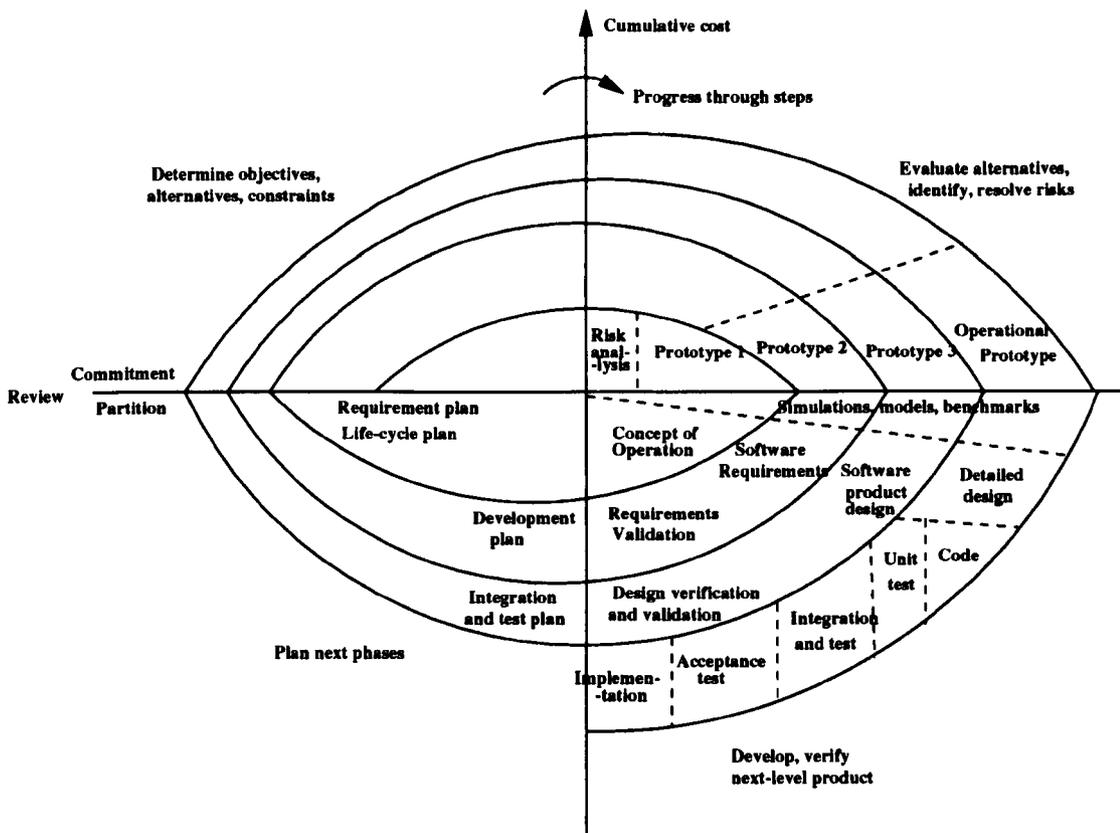 Cumulative cost
Progress through steps
Determine objectives,
alternatives, constraints
Evaluate alternatives,
identify, resolve risks
Risk
anal-
-lysis
Prototype 1
Prototype 2
Prototype 3
Operational
Prototype
Review
Commitment
Partition
Requirement plan
Life-cycle plan
Simulations, models, benchmarks
Concept of
Operation
Software
Requirements
Software
product
design
Detailed
design
Development
plan
Requirements
Validation
Unit
test
Code
Integration
and test plan
Design verification
and validation
Integration
and test
Plan next phases
Implemen-
-tation
Acceptance
test
Develop, verify
next-level product